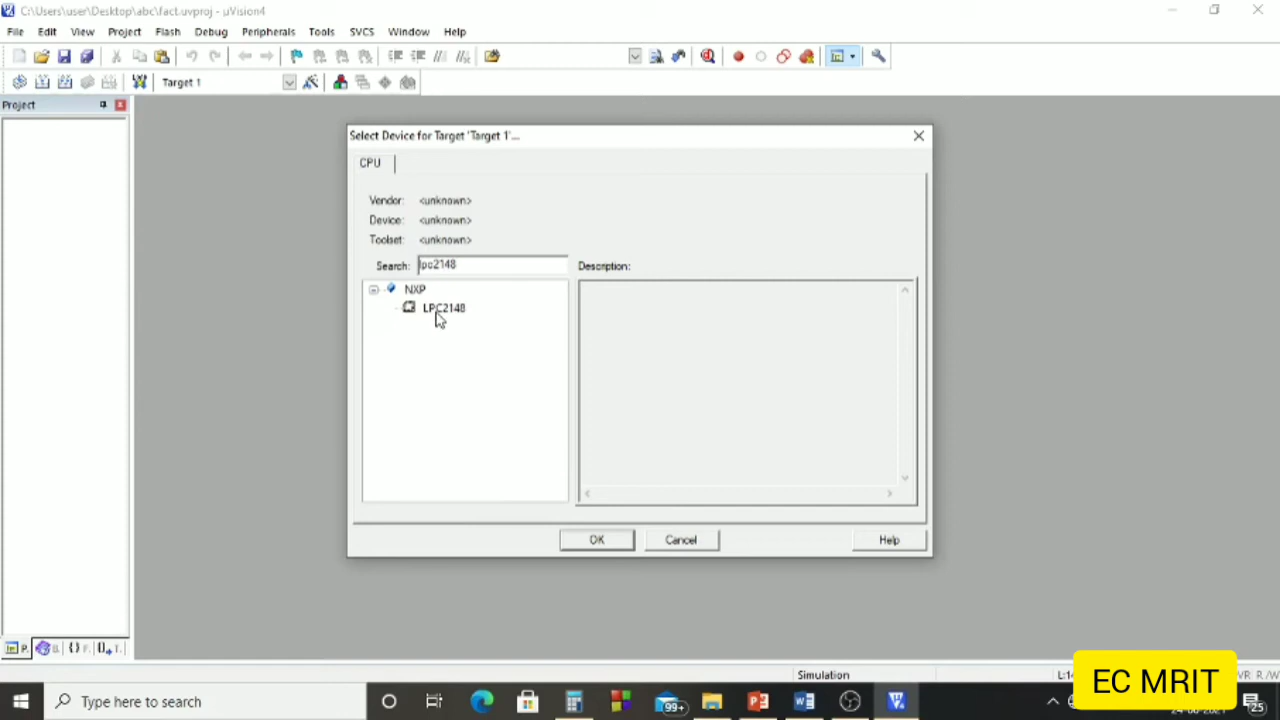 C:\Users\user\Desktop\abc\fact.uvproj - µVision4
File Edit View Project Flash Debug Peripherals Tools SVCS Window Help
Target 1
Project
Select Device for Target 'Target 1'...
CPU
Vendor: <unknown>
Device: <unknown>
Toolset: <unknown>
Search: lpc2148
Description:
NXP
LPC2148
OK Cancel Help
Simulation
EC MRIT
Type here to search
99+
25